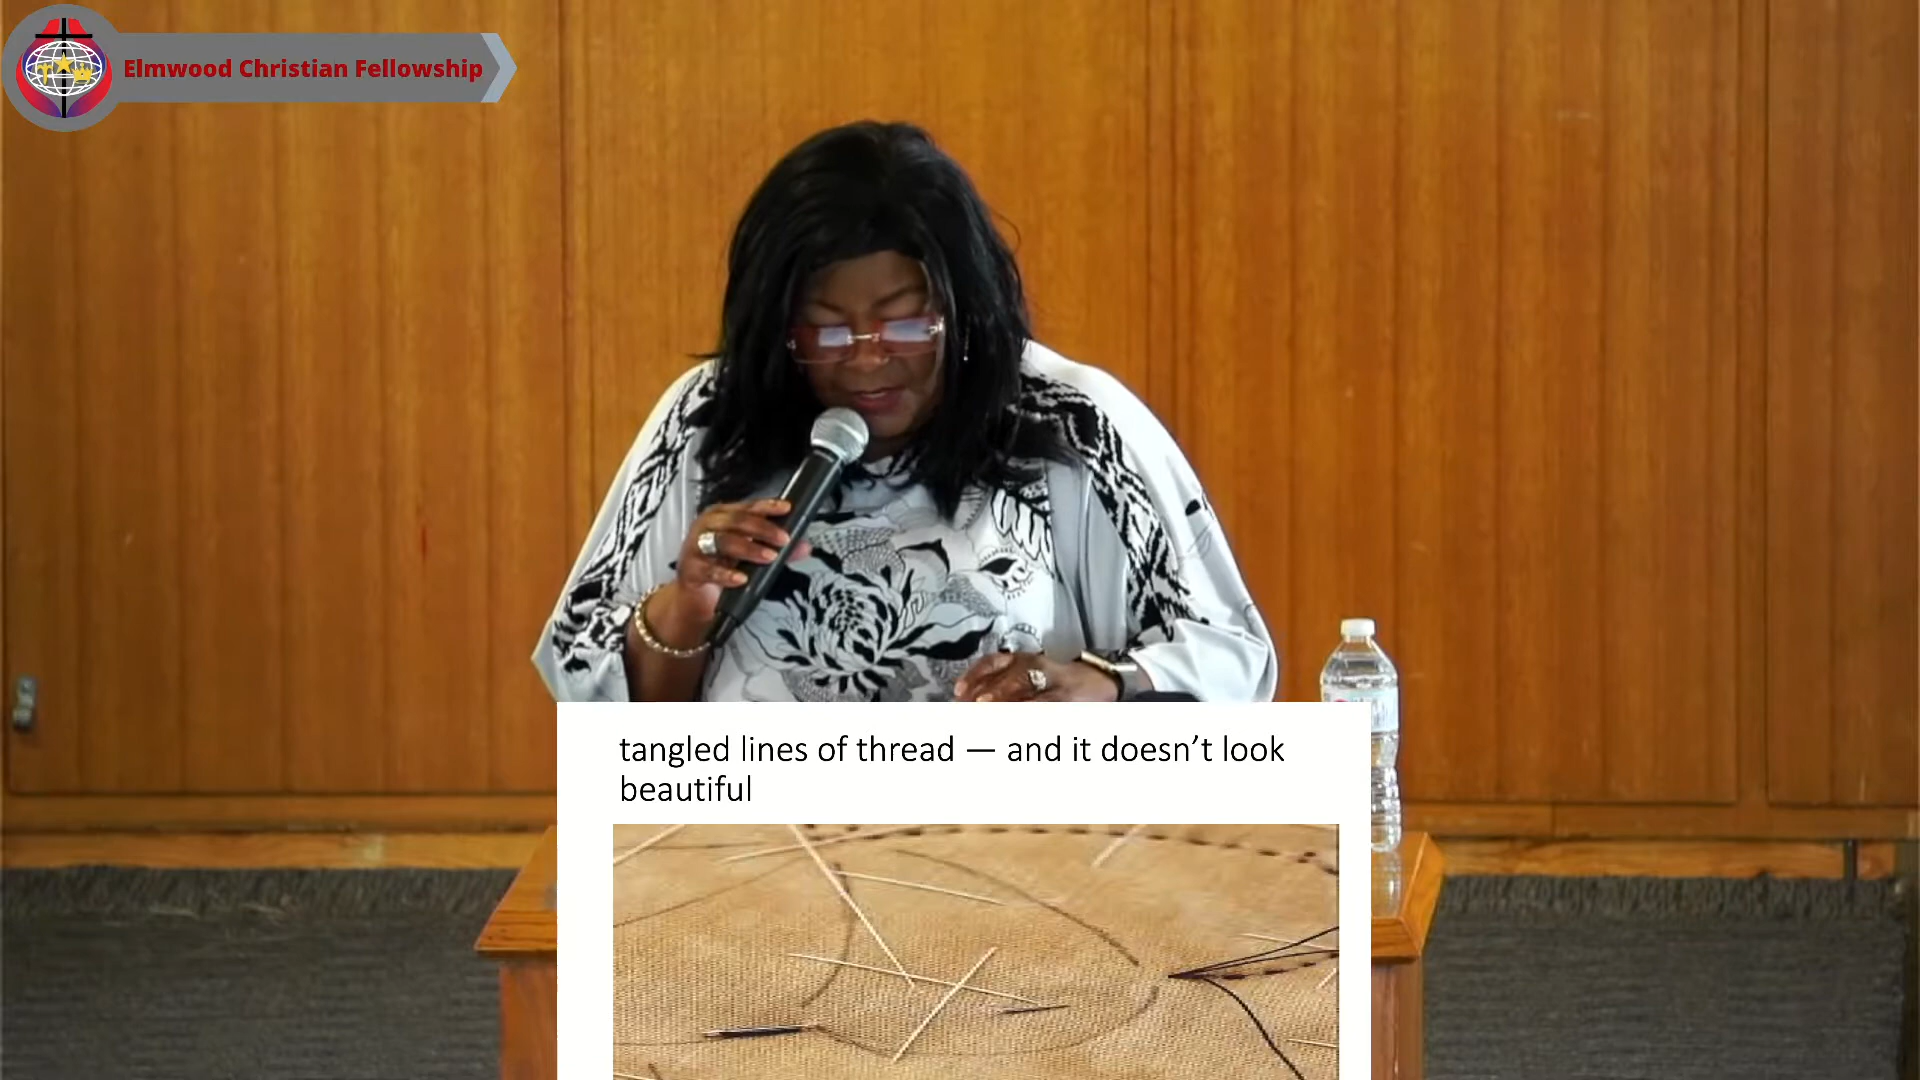 Elmwood Christian Fellowship
tangled lines of thread — and it doesn’t look
beautiful